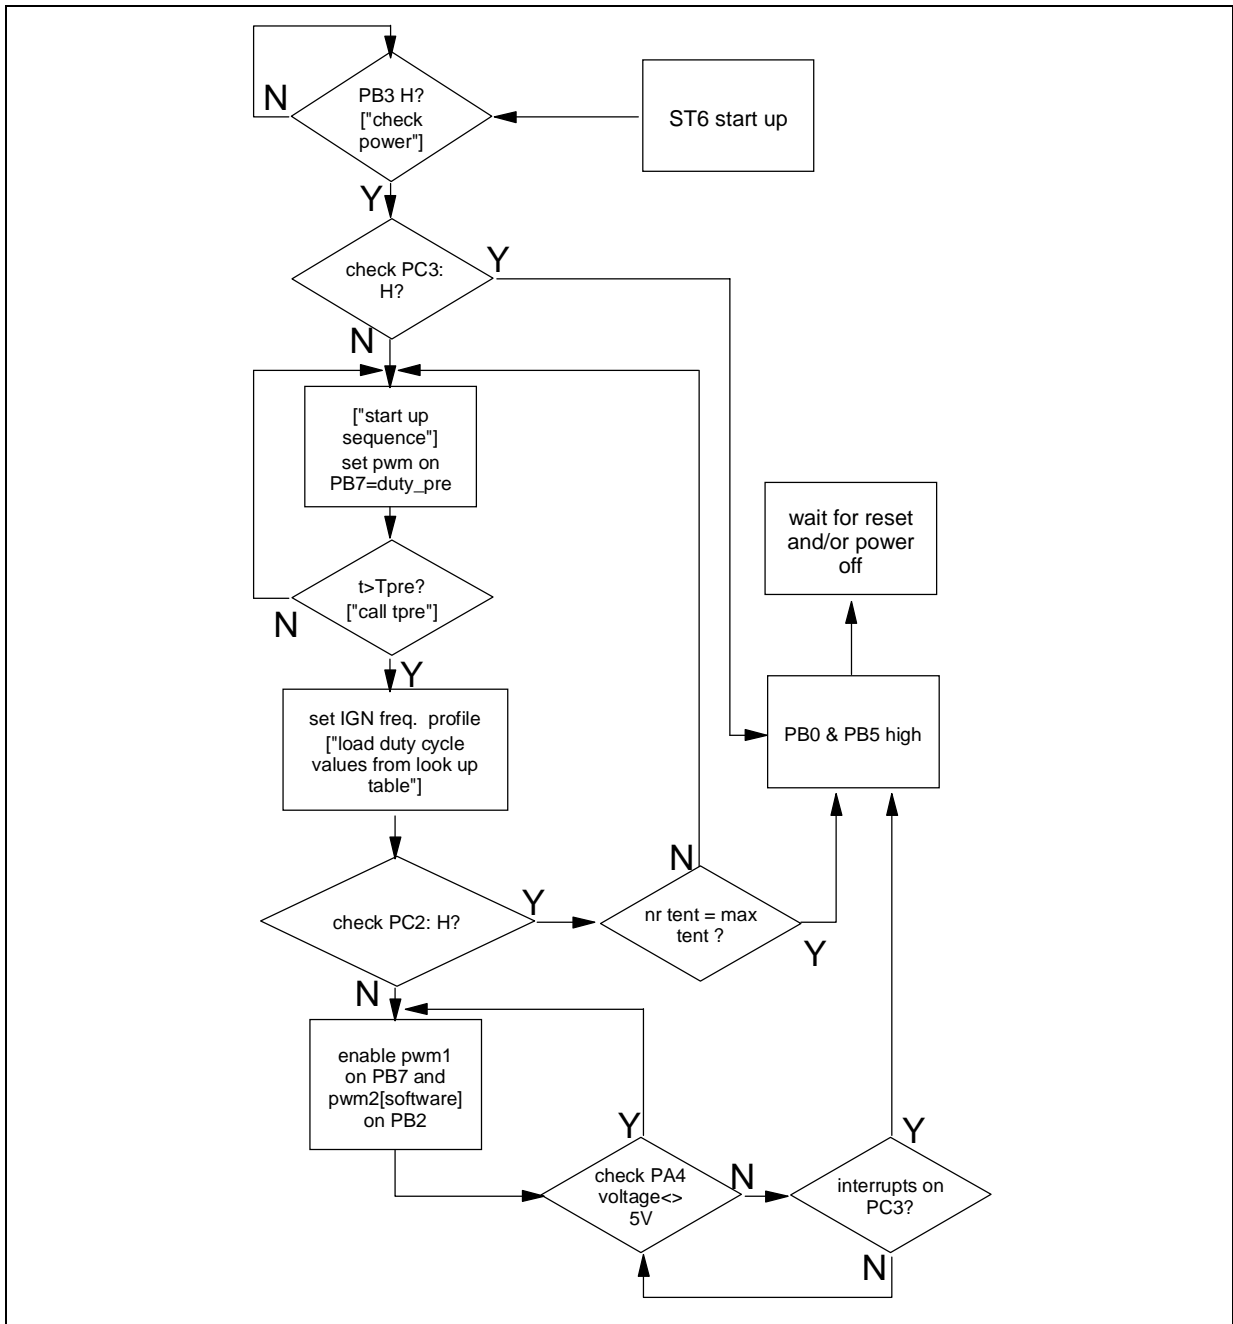 N
PB3 H?
["check
power"]
ST6 start up
Y
check PC3:
H?
Y
N
["start up
sequence"]
set pwm on
PB7=duty_pre
t>Tpre?
["call tpre"]
N
Y
wait for reset
and/or power
off
set IGN freq. profile
["load duty cycle
values from look up
table"]
PB0 & PB5 high
check PC2: H?
Y
N
nr tent = max
tent ?
Y
N
enable pwm1
on PB7 and
pwm2[software]
on PB2
Y
check PA4
voltage<>
5V
N
Y
interrupts on
PC3?
N